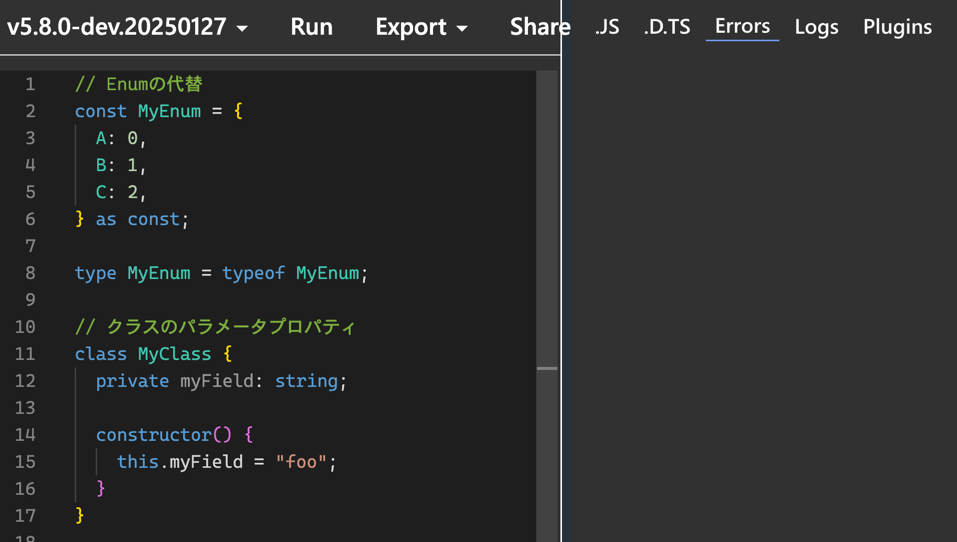 v5.8.0-dev.20250127 Run Export Share .JS .D.TS Errors Logs Plugins
1 // Enumの代替
2 const MyEnum = {
3 A: 0,
4 B: 1,
5 C: 2,
6 } as const;
7
8 type MyEnum = typeof MyEnum;
9
10 // クラスのパラメータプロパティ
11 class MyClass {
12 private myField: string;
13
14 constructor() {
15 this.myField = "foo";
16 }
17 }
18